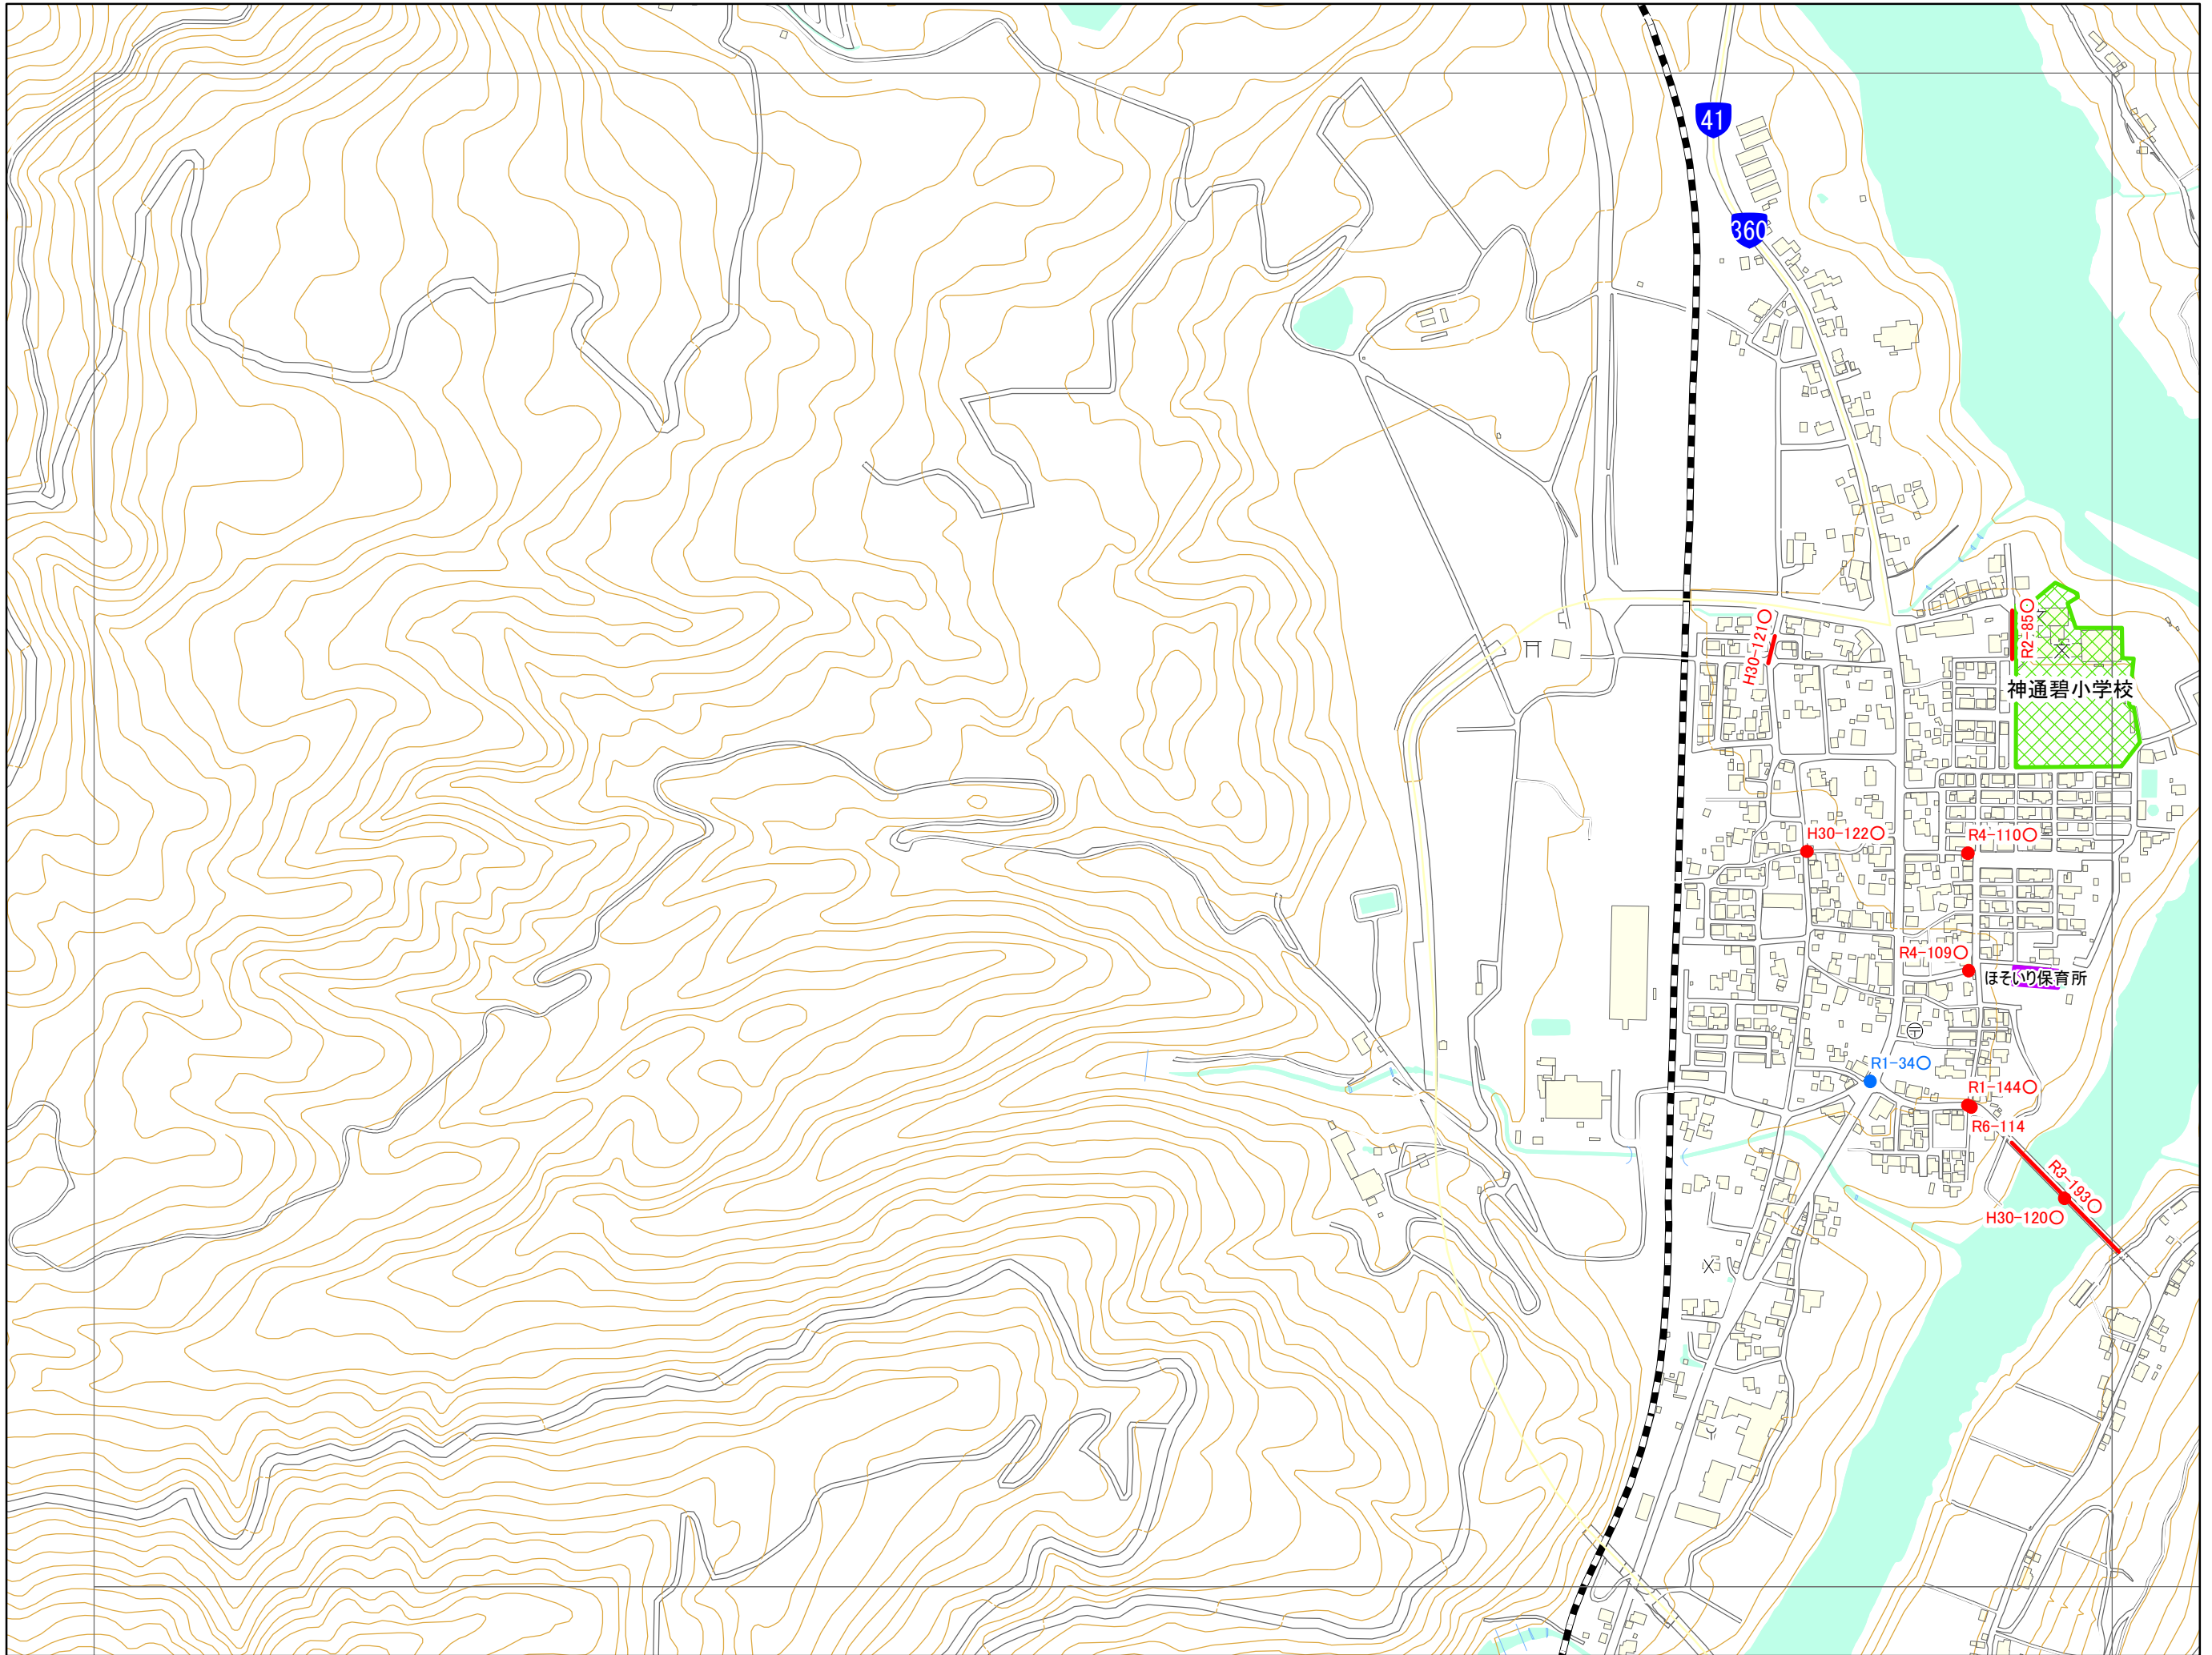 41
360
R2-85○
H30-121○
神通碧小学校
H30-122○
R4-110○
R4-109○
ほそいり保育所
R1-34○
R1-144○
R6-114
R3-193○
H30-120○